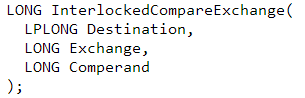 LONG InterlockedCompareExchange(
LPLONG Destination,
LONG Exchange,
LONG Comperand
);